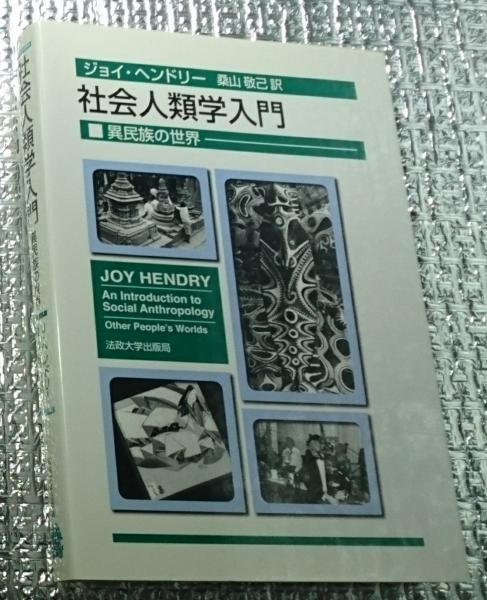 ジョイ・ヘンドリー 桑山 敬己 訳
社会人類学入門
異民族の世界
JOY HENDRY
An Introduction to
Social Anthropology
Other People's Worlds
法政大学出版局
社会人類学入門